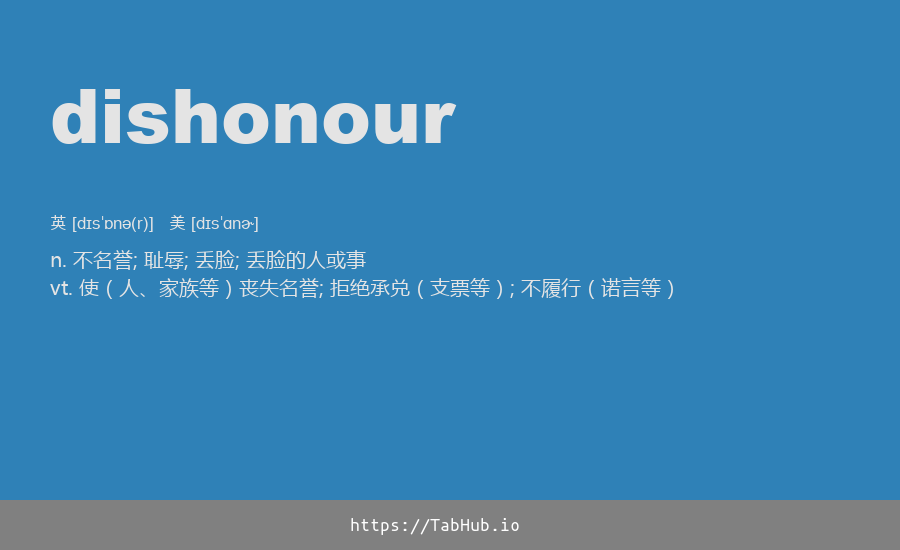 dishonour
英 [dɪsˈɒnə(r)] 美 [dɪsˈɑnɚ]
n. 不名誉; 耻辱; 丢脸; 丢脸的人或事
vt. 使（人、家族等）丧失名誉; 拒绝承兑（支票等）; 不履行（诺言等）
https://TabHub.io